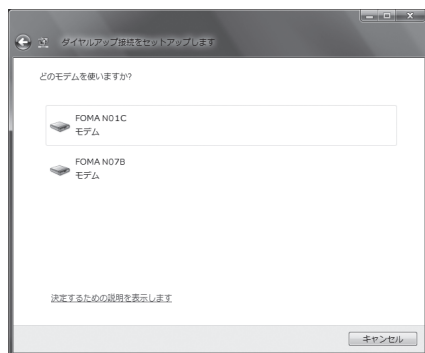 ダイヤルアップ接続をセットアップします
どのモデムを使いますか?
FOMA N01C
モデム
FOMA N07B
モデム
決定するための説明を表示します
キャンセル